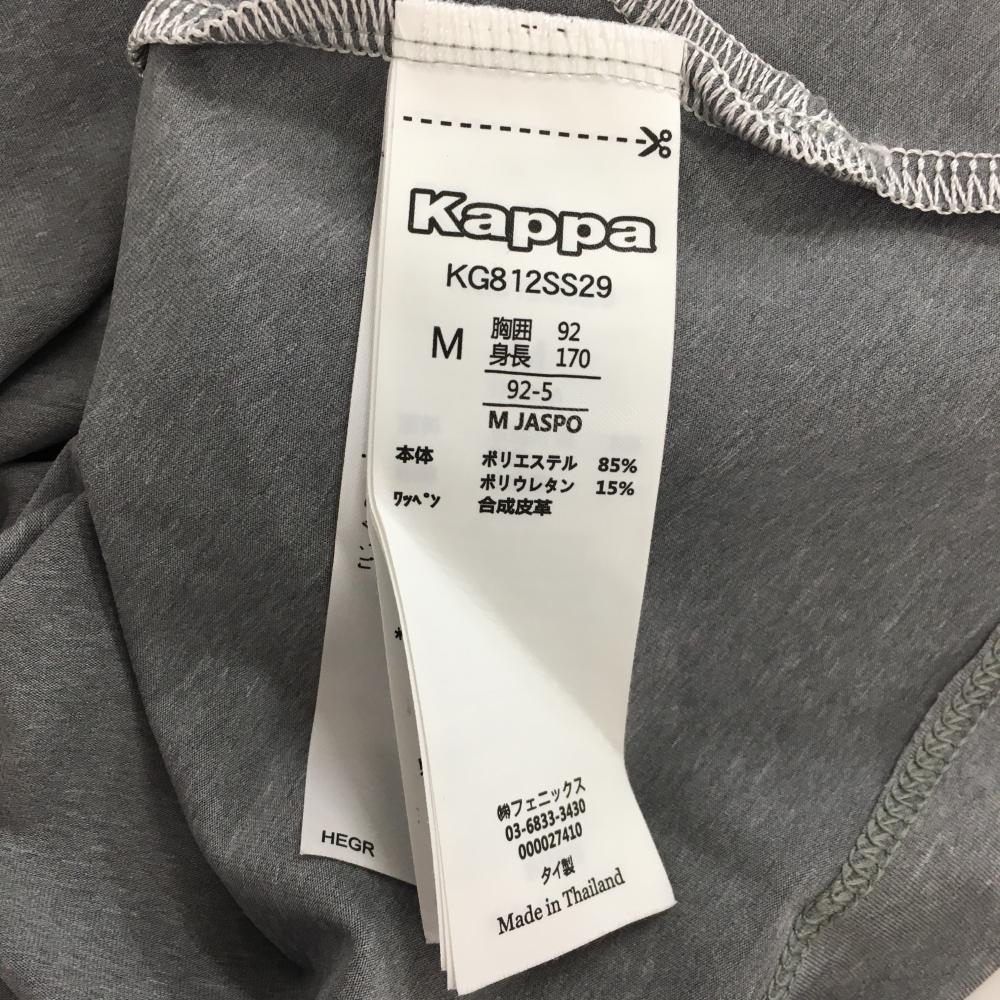 Kappa
KG812SS29
M 胸囲 92
身長 170
92-5
M JASPO
本体 ポリエステル 85%
ポリウレタン 15%
ﾜｯﾍﾟﾝ 合成皮革
㈱フェニックス
03-6833-3430
000027410
タイ製
Made in Thailand
HEGR